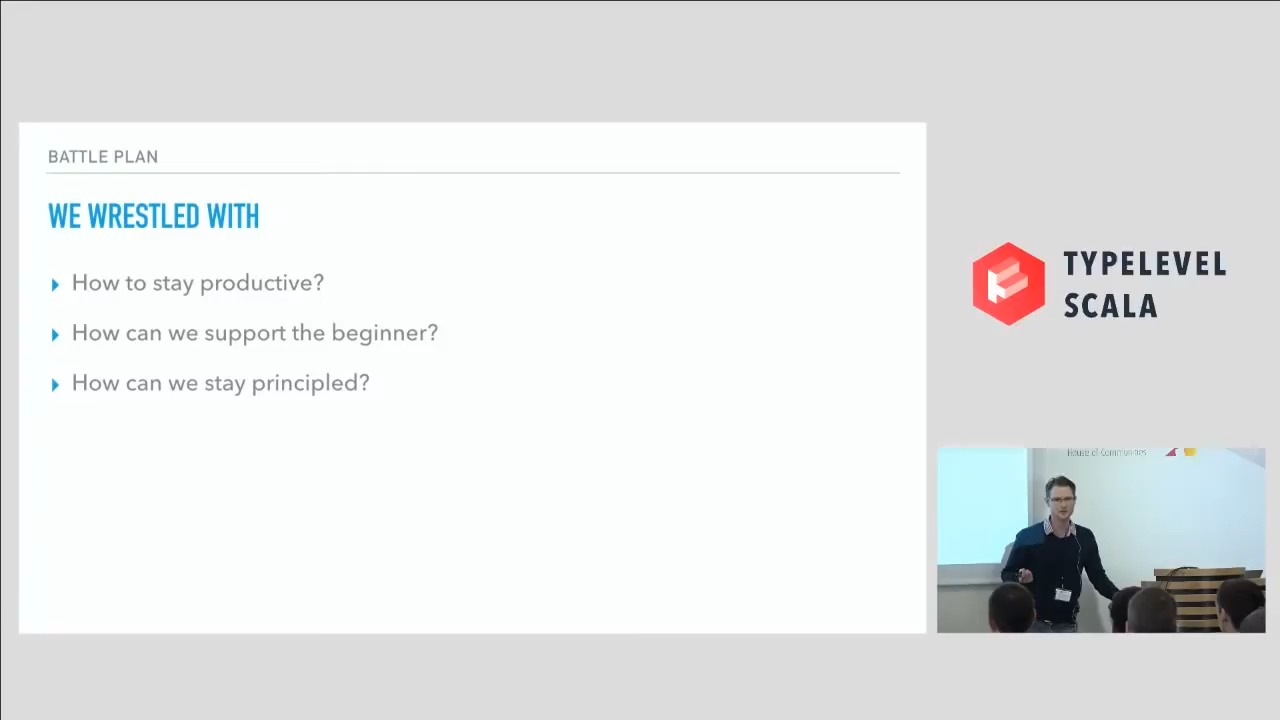 BATTLE PLAN
WE WRESTLED WITH
How to stay productive?
How can we support the beginner?
How can we stay principled?
TYPELEVEL
SCALA
House of Communities